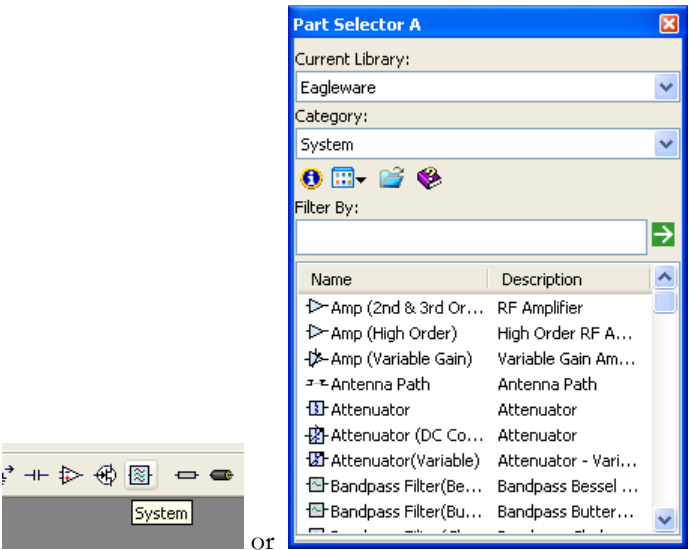 Part Selector A
Current Library:
Eagleware
Category:
System
Filter By:
Name Description
Amp (2nd & 3rd Or... RF Amplifier
Amp (High Order) High Order RF A...
Amp (Variable Gain) Variable Gain Am...
Antenna Path Antenna Path
Attenuator Attenuator
Attenuator (DC Co... Attenuator
Attenuator(Variable) Attenuator - Vari...
Bandpass Filter(Be... Bandpass Bessel ...
Bandpass Filter(Bu... Bandpass Butter...
System
or